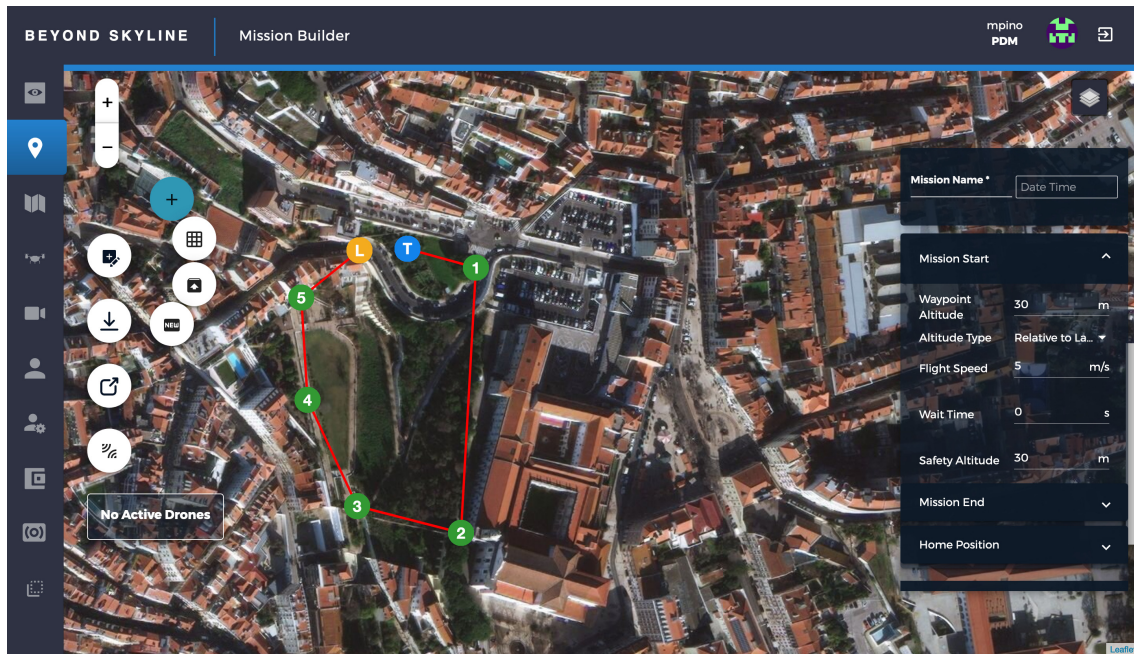 BEYOND SKYLINE
Mission Builder
mpino
PDM
+
−
+
NEW
No Active Drones
L
T
1
5
4
3
2
Mission Name *
Date Time
Mission Start
Waypoint
Altitude
30 m
Altitude Type Relative to La...
Flight Speed 5 m/s
Wait Time 0 s
Safety Altitude 30 m
Mission End
Home Position
Leafle